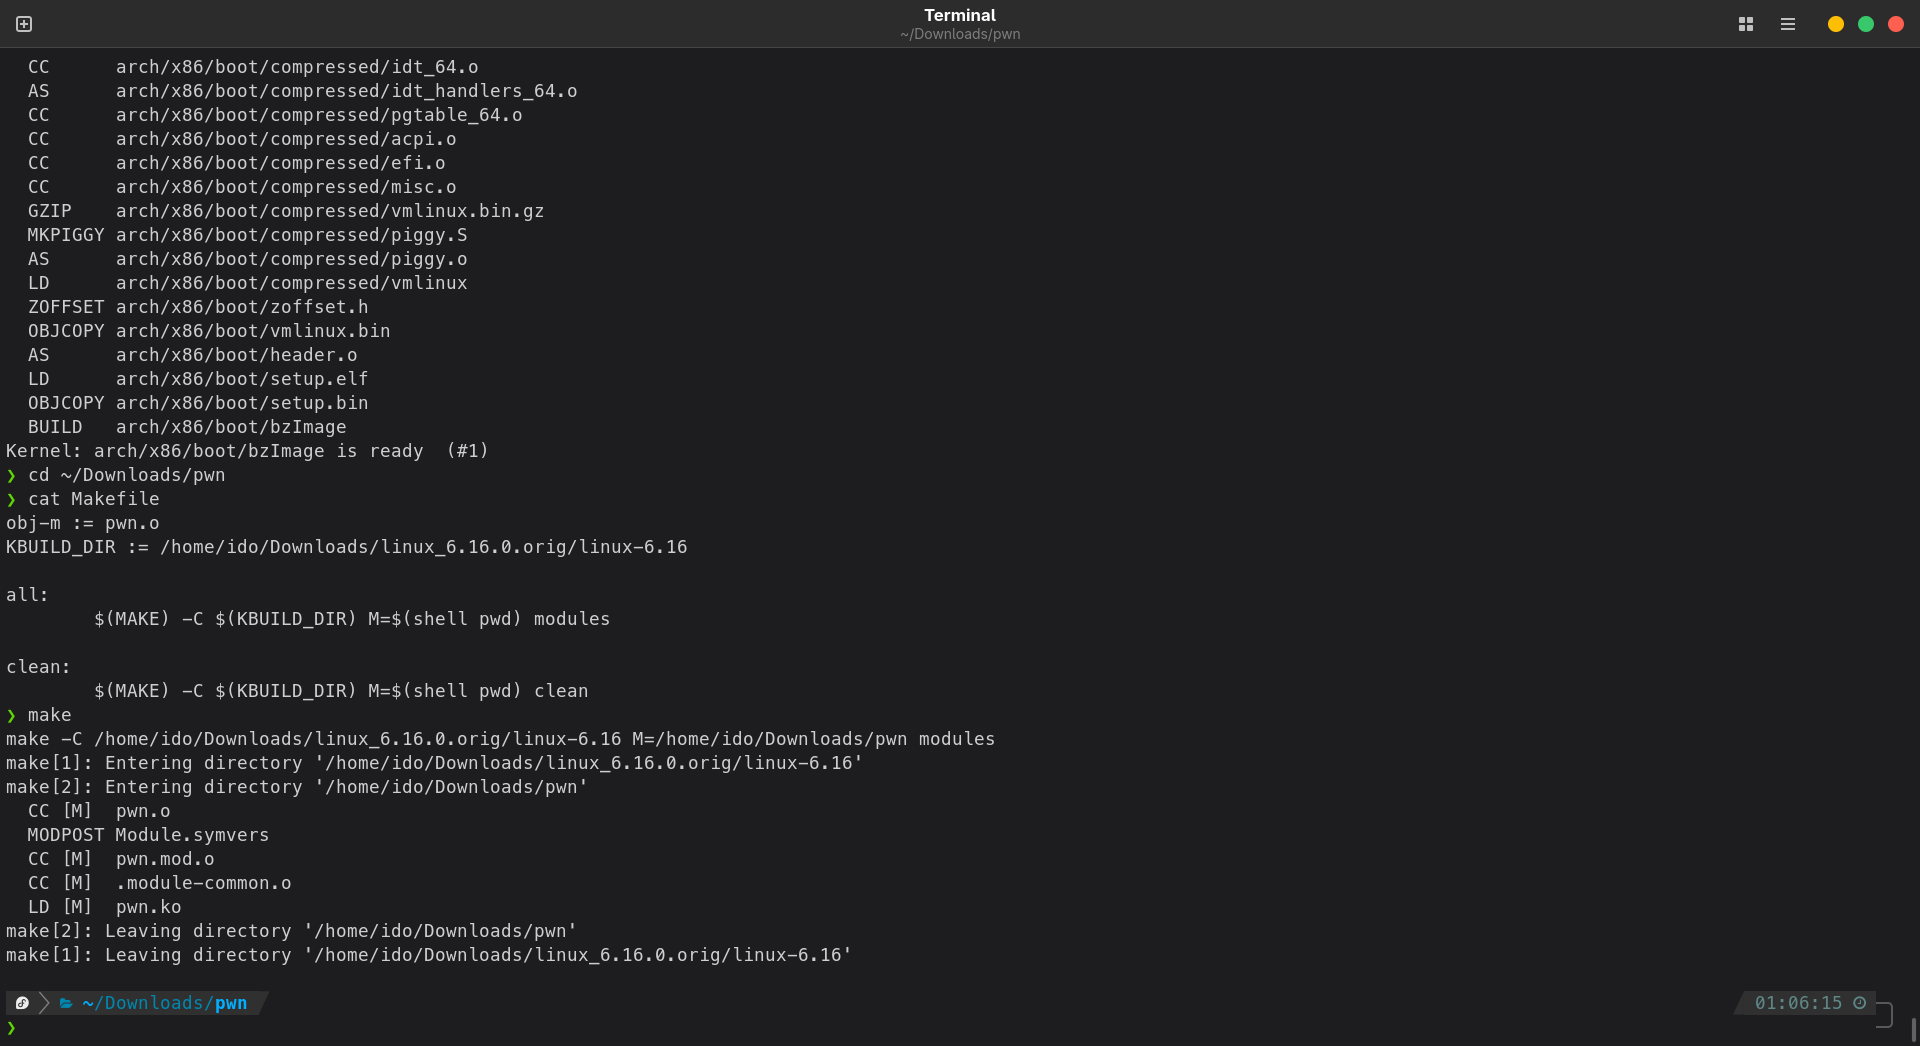 Terminal
~/Downloads/pwn
CC arch/x86/boot/compressed/idt_64.o
AS arch/x86/boot/compressed/idt_handlers_64.o
CC arch/x86/boot/compressed/pgtable_64.o
CC arch/x86/boot/compressed/acpi.o
CC arch/x86/boot/compressed/efi.o
CC arch/x86/boot/compressed/misc.o
GZIP arch/x86/boot/compressed/vmlinux.bin.gz
MKPIGGY arch/x86/boot/compressed/piggy.S
AS arch/x86/boot/compressed/piggy.o
LD arch/x86/boot/compressed/vmlinux
ZOFFSET arch/x86/boot/zoffset.h
OBJCOPY arch/x86/boot/vmlinux.bin
AS arch/x86/boot/header.o
LD arch/x86/boot/setup.elf
OBJCOPY arch/x86/boot/setup.bin
BUILD arch/x86/boot/bzImage
Kernel: arch/x86/boot/bzImage is ready (#1)
❯ cd ~/Downloads/pwn
❯ cat Makefile
obj-m := pwn.o
KBUILD_DIR := /home/ido/Downloads/linux_6.16.0.orig/linux-6.16
all:
$(MAKE) -C $(KBUILD_DIR) M=$(shell pwd) modules
clean:
$(MAKE) -C $(KBUILD_DIR) M=$(shell pwd) clean
❯ make
make -C /home/ido/Downloads/linux_6.16.0.orig/linux-6.16 M=/home/ido/Downloads/pwn modules
make[1]: Entering directory '/home/ido/Downloads/linux_6.16.0.orig/linux-6.16'
make[2]: Entering directory '/home/ido/Downloads/pwn'
CC [M] pwn.o
MODPOST Module.symvers
CC [M] pwn.mod.o
CC [M] .module-common.o
LD [M] pwn.ko
make[2]: Leaving directory '/home/ido/Downloads/pwn'
make[1]: Leaving directory '/home/ido/Downloads/linux_6.16.0.orig/linux-6.16'
~/Downloads/pwn 01:06:15
❯